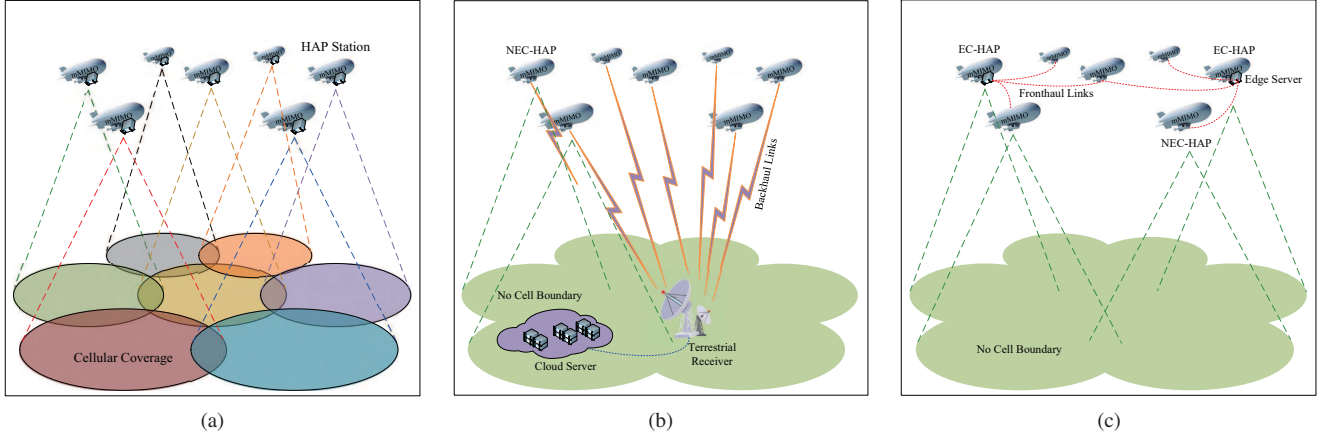 HAP Station
mMIMO
mMIMO
mMIMO
mMIMO
mMIMO
mMIMO
mMIMO
Cellular Coverage
(a)
NEC-HAP
mMIMO
mMIMO
mMIMO
mMIMO
mMIMO
mMIMO
mMIMO
Backhaul Links
No Cell Boundary
Cloud Server
Terrestrial
Receiver
(b)
EC-HAP
EC-HAP
mMIMO
mMIMO
mMIMO
mMIMO
mMIMO
Edge Server
Fronthaul Links
mMIMO
mMIMO
NEC-HAP
No Cell Boundary
(c)